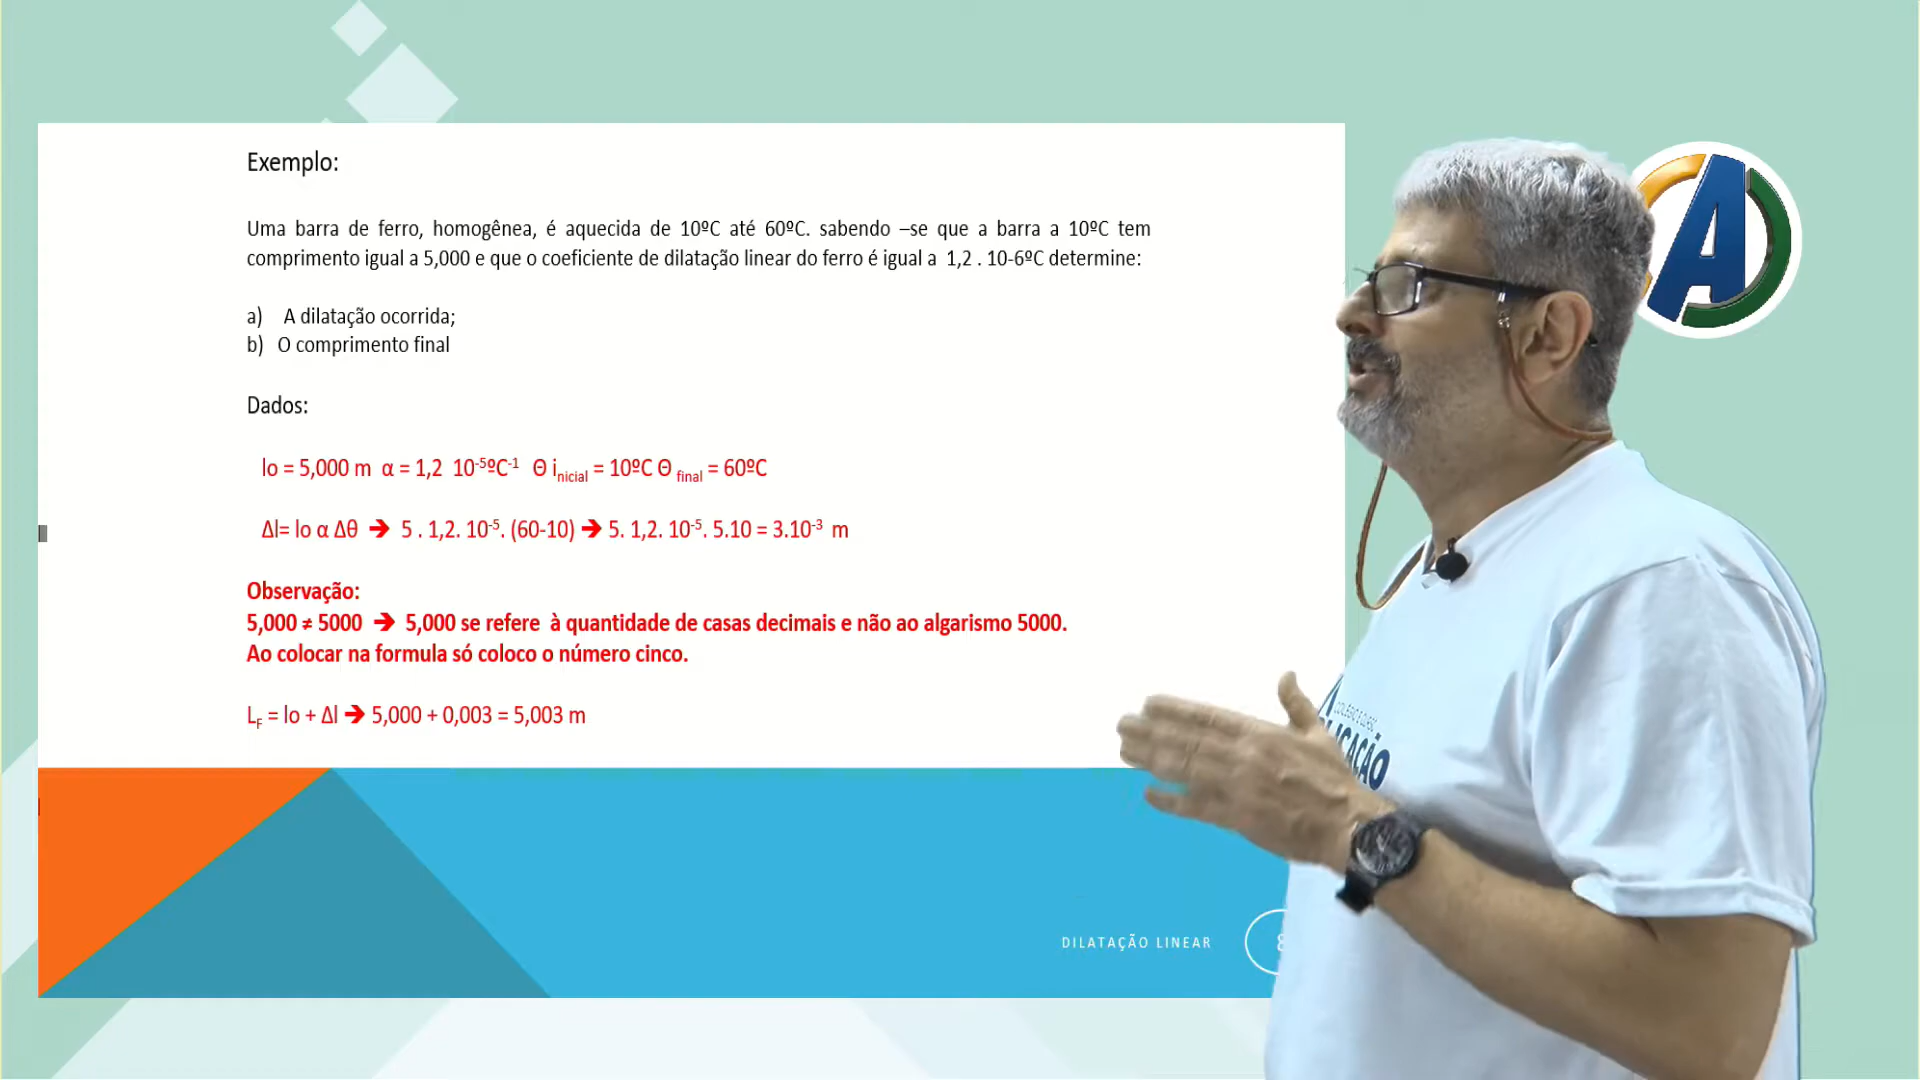 Exemplo:
Uma barra de ferro, homogênea, é aquecida de 10ºC até 60ºC. sabendo –se que a barra a 10ºC tem
comprimento igual a 5,000 e que o coeficiente de dilatação linear do ferro é igual a 1,2 . 10-6ºC determine:
a) A dilatação ocorrida;
b) O comprimento final
Dados:
lo = 5,000 m α = 1,2 10⁻⁵ºC⁻¹ Θ inicial = 10ºC Θ final = 60ºC
Δl= lo α Δθ ➔ 5 . 1,2. 10⁻⁵. (60-10) ➔ 5. 1,2. 10⁻⁵. 5.10 = 3.10⁻³ m
Observação:
5,000 ≠ 5000 ➔ 5,000 se refere à quantidade de casas decimais e não ao algarismo 5000.
Ao colocar na formula só coloco o número cinco.
LF = lo + Δl ➔ 5,000 + 0,003 = 5,003 m
DILATAÇÃO LINEAR
A